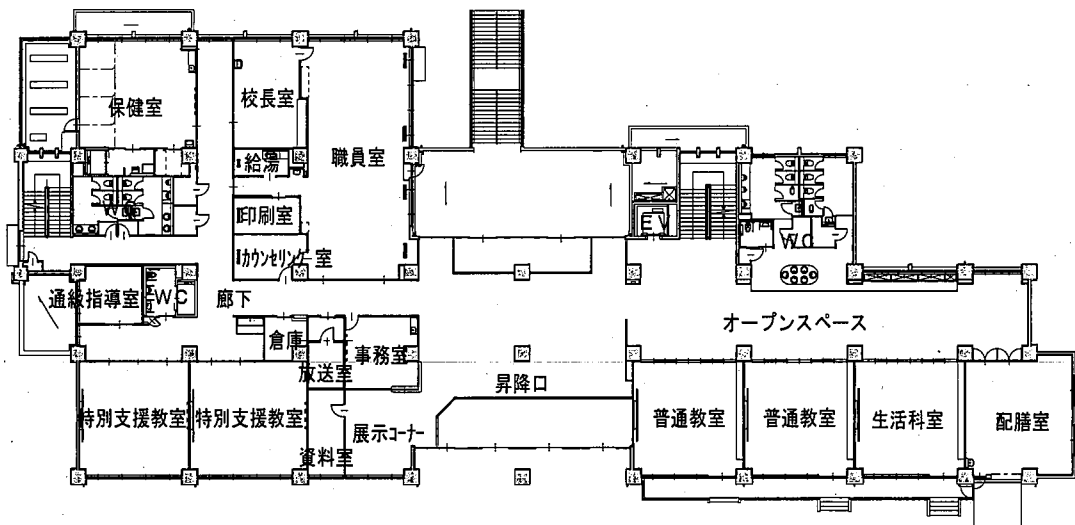 保健室
校長室
給湯
職員室
印刷室
カウンセリング室
WC
EV
WC
通級指導室
WC
廊下
オープンスペース
倉庫
放送室
事務室
昇降口
特別支援教室
特別支援教室
展示コーナー
資料室
普通教室
普通教室
生活科室
配膳室